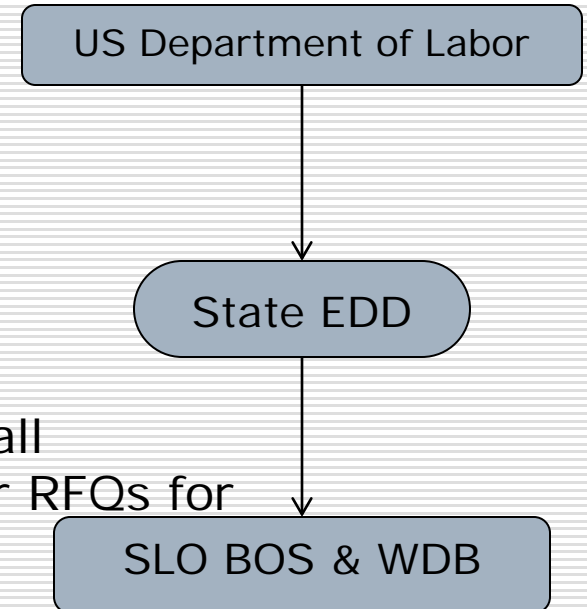 US Department of Labor
State EDD
all
r RFQs for
SLO BOS & WDB